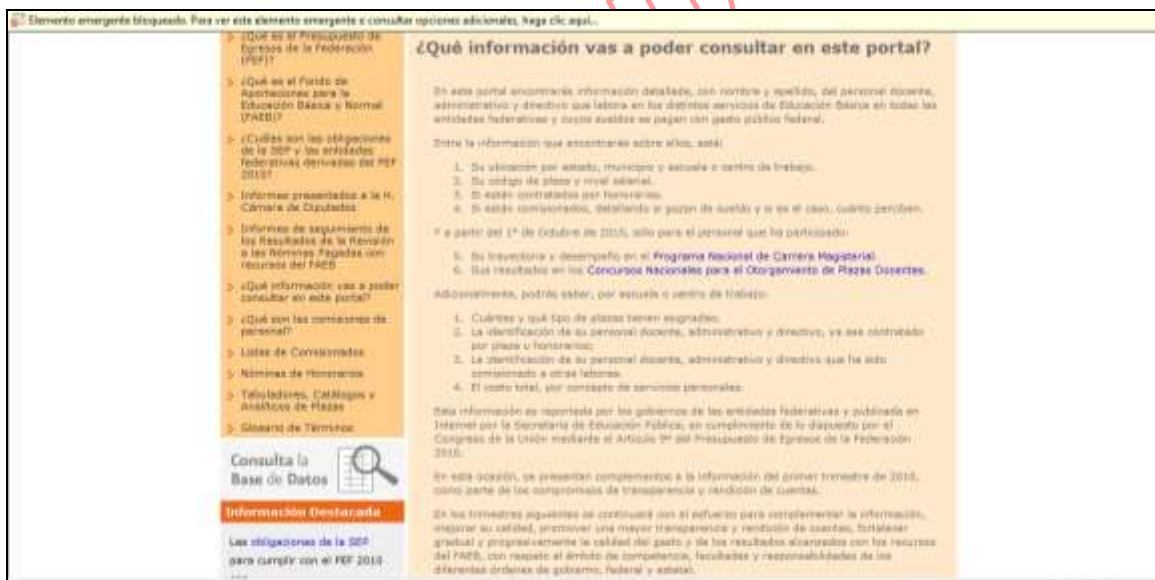 Elemento emergente bloqueado. Para ver este elemento emergente o consultar opciones adicionales, haga clic aquí...
¿Qué es el Presupuesto de
Egresos de la Federación
(PEF)?
¿Qué es el Fondo de
Aportaciones para la
Educación Básica y Normal
(FAEB)?
¿Cuáles son las obligaciones
de la SEP y las entidades
federativas derivadas del PEF
2010?
Informes presentados a la H.
Cámara de Diputados
Informes de seguimiento de
los Resultados de la Revisión
a las Nóminas Pagadas con
recursos del FAEB
¿Qué información vas a poder
consultar en este portal?
¿Qué son las comisiones de
personal?
Listas de Comisionados
Nóminas de Honorarios
Tabuladores, Catálogos y
Analíticos de Plazas
Glosario de Términos
Consulta la
Base de Datos
Información Destacada
Las obligaciones de la SEP
para cumplir con el PEF 2010
¿Qué información vas a poder consultar en este portal?
En este portal encontrarás información detallada, con nombre y apellido, del personal docente,
administrativo y directivo que labora en los distintos servicios de Educación Básica en todas las
entidades federativas y cuyos sueldos se pagan con gasto público federal.
Entre la información que encontrarás sobre ellos, está:
1. Su ubicación por estado, municipio y escuela o centro de trabajo.
2. Su código de plaza y nivel salarial.
3. Si están contratados por honorarios.
4. Si están comisionados, detallando si gozan de sueldo y si es el caso, cuánto perciben.
Y a partir del 1º de Octubre de 2010, sólo para el personal que ha participado:
5. Su trayectoria y desempeño en el Programa Nacional de Carrera Magisterial.
6. Sus resultados en los Concursos Nacionales para el Otorgamiento de Plazas Docentes.
Adicionalmente, podrás saber, por escuela o centro de trabajo:
1. Cuántas y qué tipo de plazas tienen asignadas;
2. La identificación de su personal docente, administrativo y directivo, ya sea contratado
por plaza u honorarios;
3. La identificación de su personal docente, administrativo y directivo que ha sido
comisionado a otras labores.
4. El costo total, por concepto de servicios personales.
Esta información es reportada por los gobiernos de las entidades federativas y publicada en
Internet por la Secretaría de Educación Pública, en cumplimiento de lo dispuesto por el
Congreso de la Unión mediante el Artículo 9º del Presupuesto de Egresos de la Federación
2010.
En esta ocasión, se presentan complementos a la información del primer trimestre de 2010,
como parte de los compromisos de transparencia y rendición de cuentas.
En los trimestres siguientes se continuará con el esfuerzo para complementar la información,
mejorar su calidad, promover una mayor transparencia y rendición de cuentas, fortalecer
gradual y progresivamente la calidad del gasto y de los resultados alcanzados con los recursos
del FAEB, con respeto al ámbito de competencia, facultades y responsabilidades de los
diferentes órdenes de gobierno, federal y estatal.